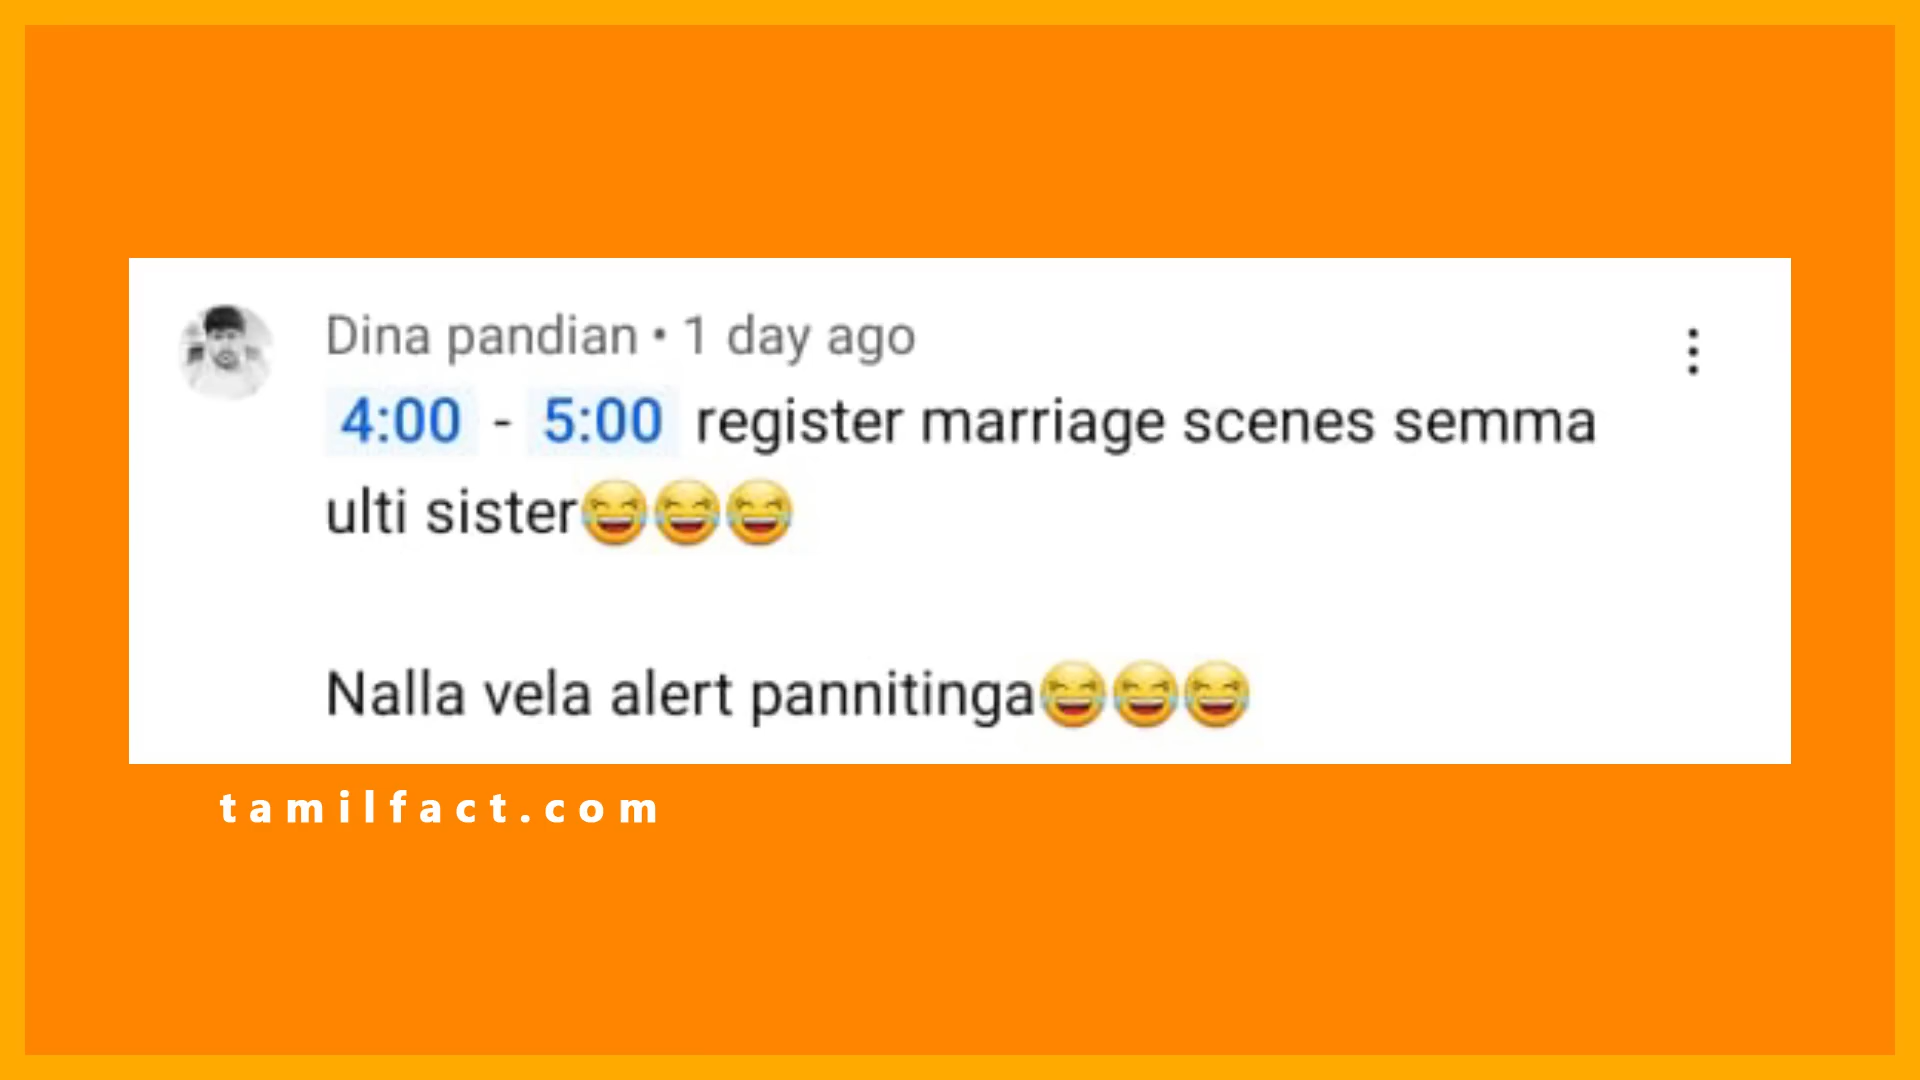 Dina pandian • 1 day ago
4:00 - 5:00 register marriage scenes semma
ulti sister😂😂😂
Nalla vela alert pannitinga😂😂😂
tamilfact.com